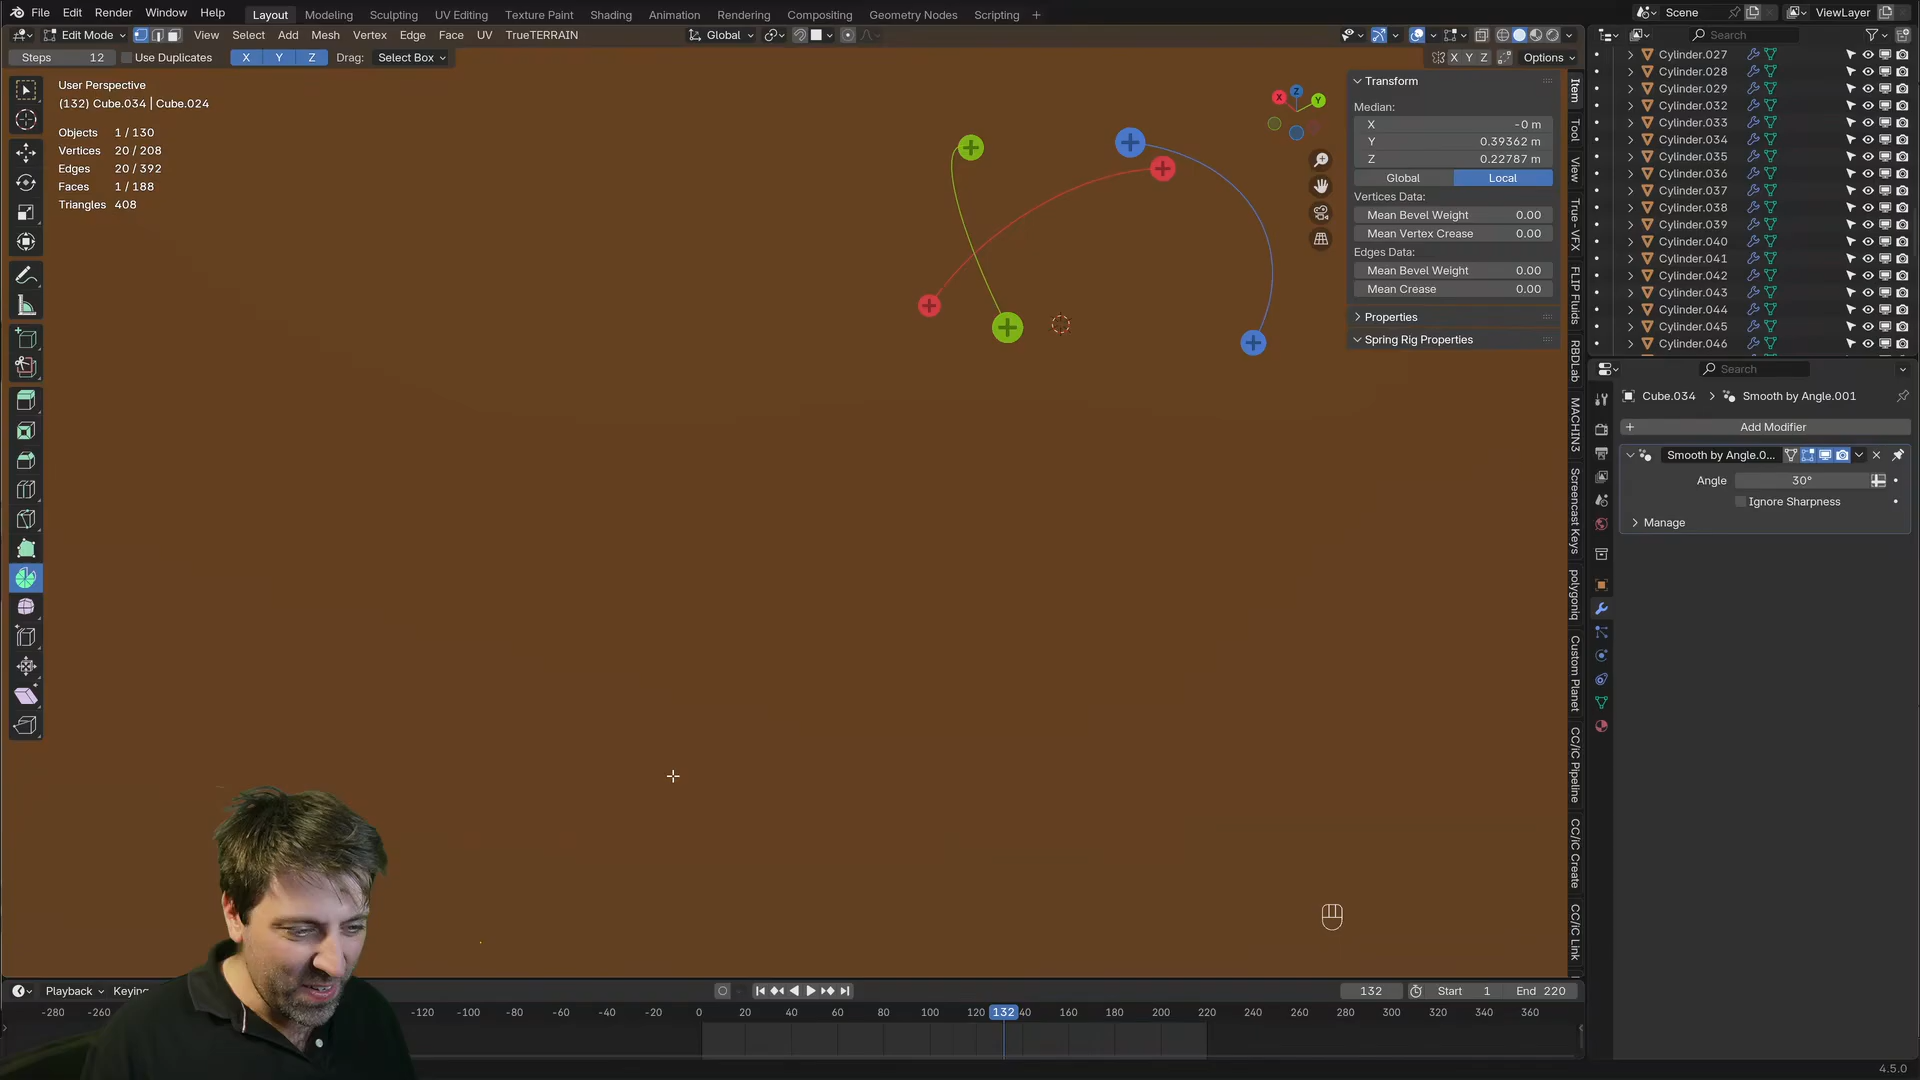 File Edit Render Window Help Layout Modeling Sculpting UV Editing Texture Paint Shading Animation Rendering Compositing Geometry Nodes Scripting + Scene ViewLayer
Edit Mode View Select Add Mesh Vertex Edge Face UV TrueTERRAIN Global Search
Steps 12 Use Duplicates X Y Z Drag: Select Box X Y Z Options
User Perspective
(132) Cube.034 | Cube.024
Objects 1 / 130
Vertices 20 / 208
Edges 20 / 392
Faces 1 / 188
Triangles 408
X Y Z
Transform
Median:
X -0 m
Y 0.39362 m
Z 0.22787 m
Global Local
Vertices Data:
Mean Bevel Weight 0.00
Mean Vertex Crease 0.00
Edges Data:
Mean Bevel Weight 0.00
Mean Crease 0.00
Properties
Spring Rig Properties
Item
Tool
View
True-VFX
FLIP Fluids
RBDLab
MACHIN3
Screencast Keys
polygoniq
Custom Planet
CC/iC Pipeline
CC/iC Create
CC/iC Link
Cylinder.027
Cylinder.028
Cylinder.029
Cylinder.032
Cylinder.033
Cylinder.034
Cylinder.035
Cylinder.036
Cylinder.037
Cylinder.038
Cylinder.039
Cylinder.040
Cylinder.041
Cylinder.042
Cylinder.043
Cylinder.044
Cylinder.045
Cylinder.046
Search
Cube.034 Smooth by Angle.001
Add Modifier
Smooth by Angle.0...
Angle 30°
Ignore Sharpness
Manage
Playback Keying 132 Start 1 End 220
-280 -260 -120 -100 -80 -60 -40 -20 0 20 40 60 80 100 120 132 140 160 180 200 220 240 260 280 300 320 340 360
4.5.0